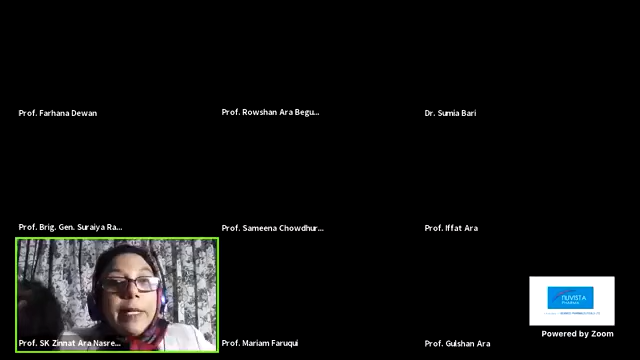 Prof. Farhana Dewan
Prof. Rowshan Ara Begu...
Dr. Sumia Bari
Prof. Brig. Gen. Suraiya Ra...
Prof. Sameena Chowdhur...
Prof. Iffat Ara
NUVISTA
Powered by Zoom
Prof. SK Zinnat Ara Nasre...
Prof. Mariam Faruqui
Prof. Gulshan Ara